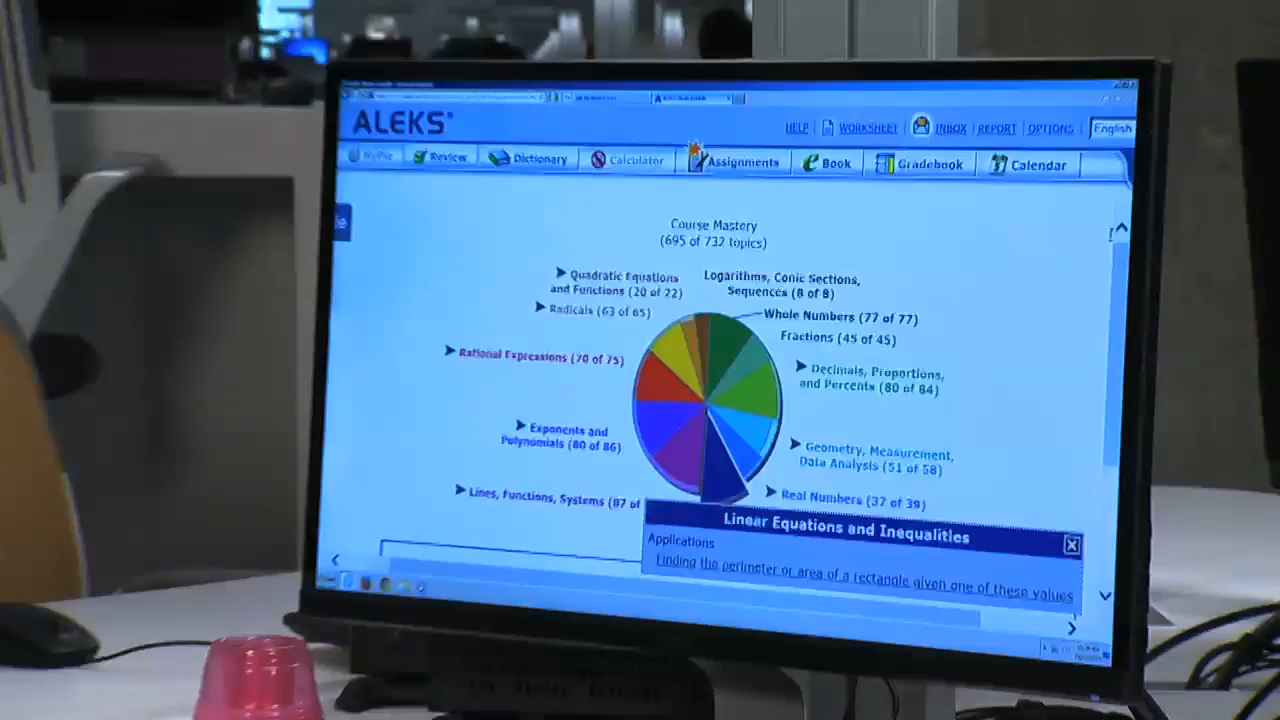 ALEKS®
HELP
WORKSHEET
INBOX
REPORT
OPTIONS
English
MyPie
Review
Dictionary
Calculator
Assignments
Book
Gradebook
Calendar
Course Mastery
(695 of 732 topics)
Quadratic Equations
and Functions (20 of 22)
Logarithms, Conic Sections,
Sequences (8 of 8)
Radicals (63 of 65)
Whole Numbers (77 of 77)
Fractions (45 of 45)
Rational Expressions (70 of 75)
Decimals, Proportions,
and Percents (80 of 84)
Exponents and
Polynomials (80 of 86)
Geometry, Measurement,
Data Analysis (51 of 58)
Lines, Functions, Systems (87 of
Real Numbers (37 of 39)
Linear Equations and Inequalities
Applications
Finding the perimeter or area of a rectangle given one of these values